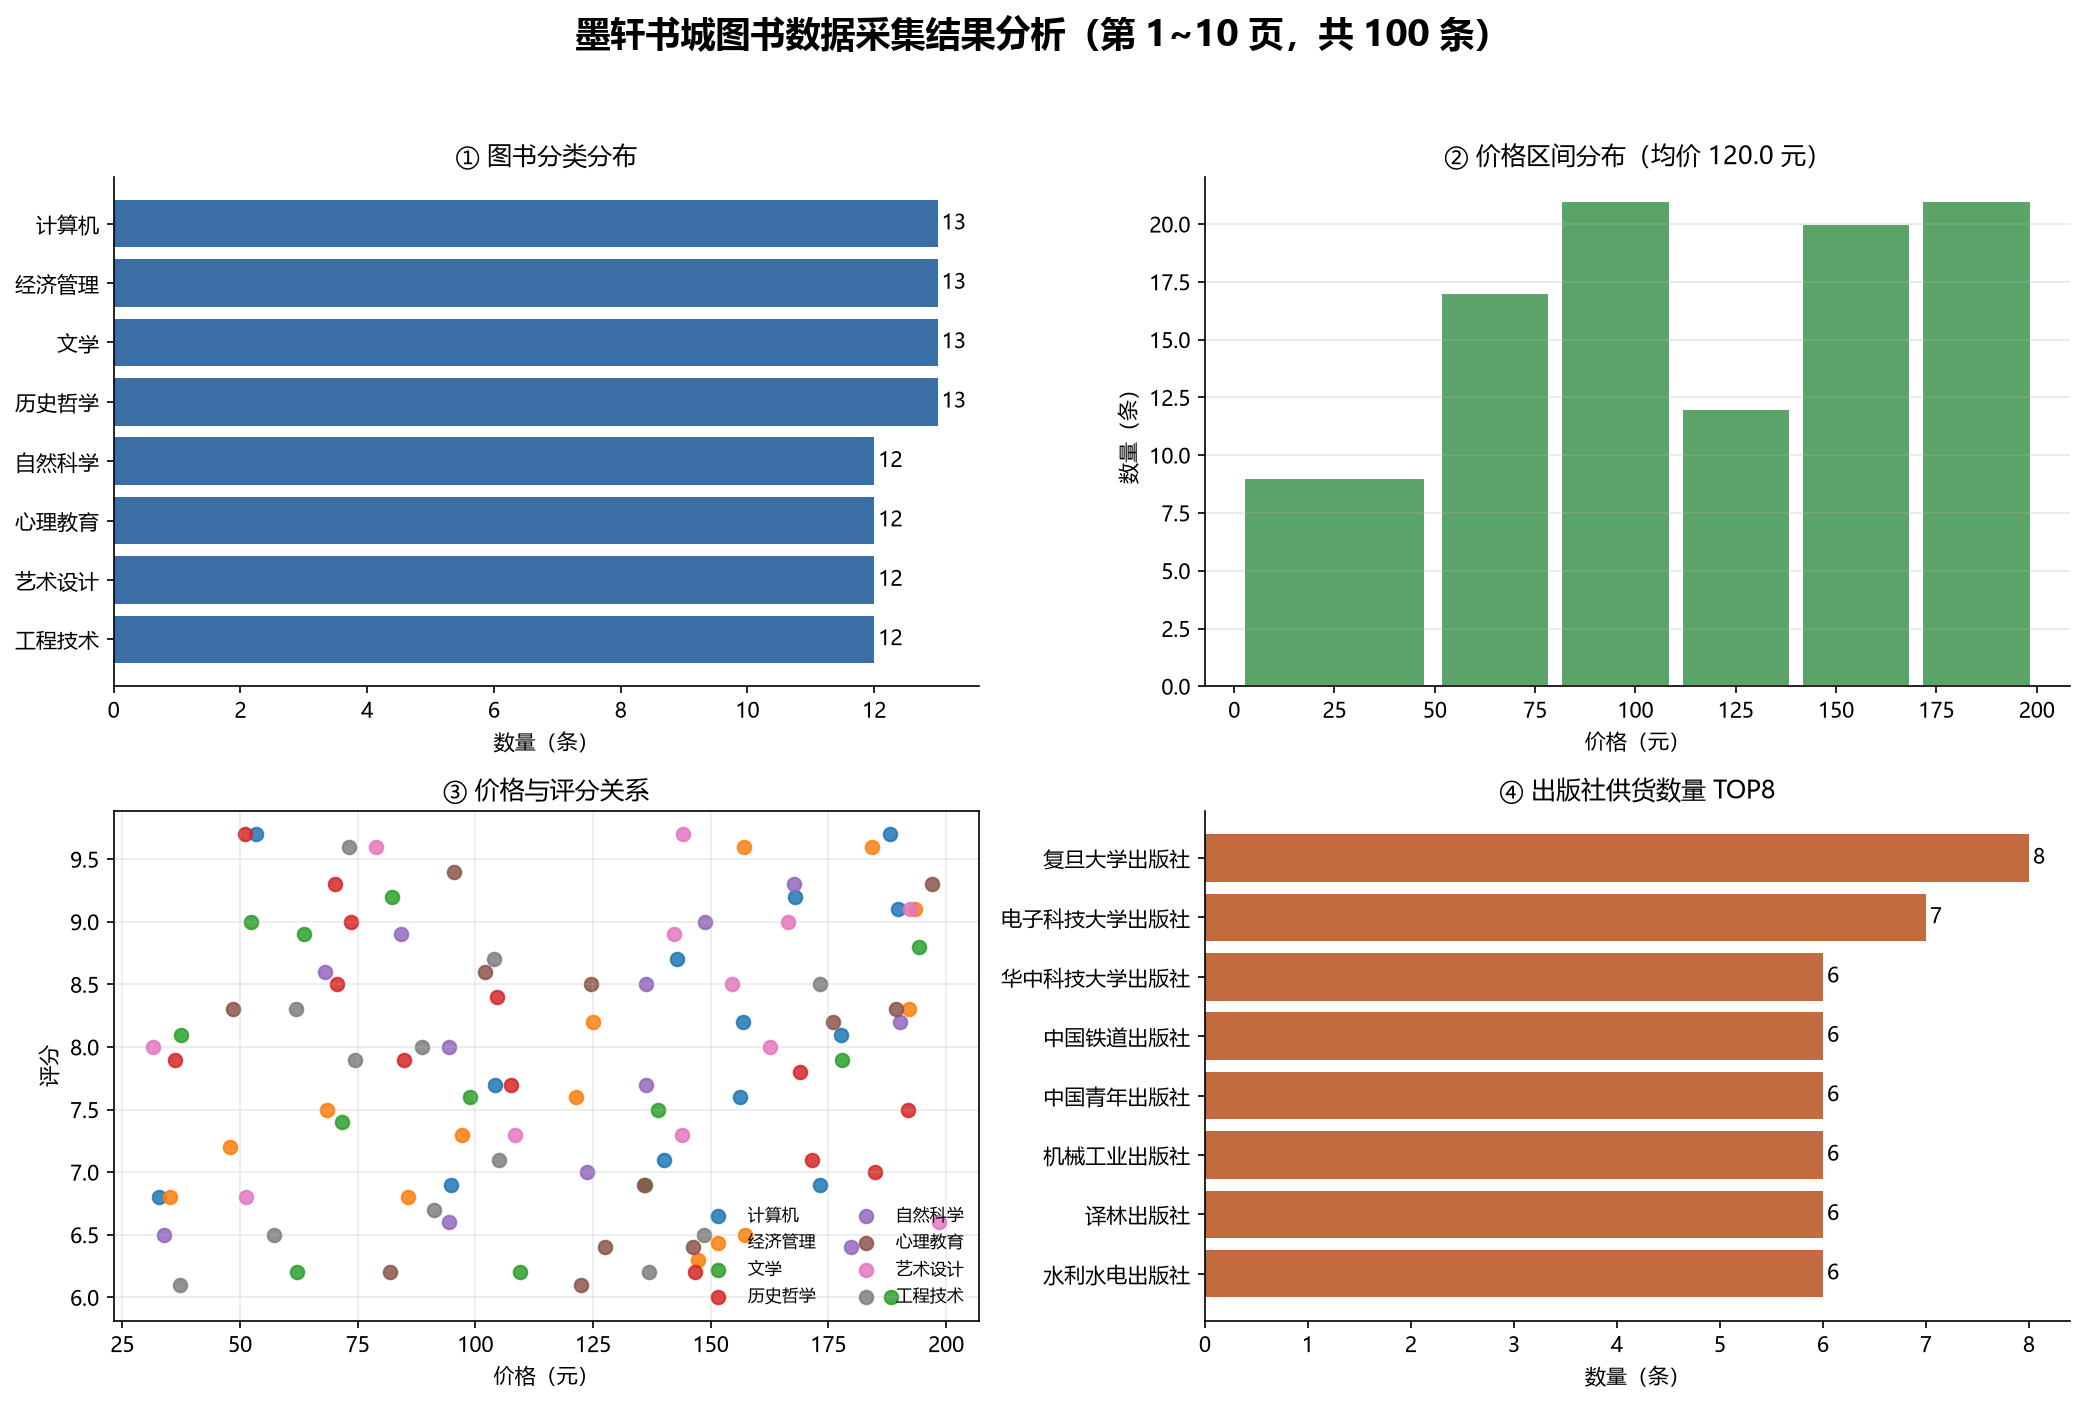 墨轩书城图书数据采集结果分析（第 1~10 页，共 100 条）
① 图书分类分布
计算机
13
经济管理
13
文学
13
历史哲学
13
自然科学
12
心理教育
12
艺术设计
12
工程技术
12
0 2 4 6 8 10 12
数量（条）
② 价格区间分布（均价 120.0 元）
数量（条）
20.0
17.5
15.0
12.5
10.0
7.5
5.0
2.5
0.0
0 25 50 75 100 125 150 175 200
价格（元）
③ 价格与评分关系
评分
9.5
9.0
8.5
8.0
7.5
7.0
6.5
6.0
计算机
经济管理
文学
历史哲学
自然科学
心理教育
艺术设计
工程技术
25 50 75 100 125 150 175 200
价格（元）
④ 出版社供货数量 TOP8
复旦大学出版社
8
电子科技大学出版社
7
华中科技大学出版社
6
中国铁道出版社
6
中国青年出版社
6
机械工业出版社
6
译林出版社
6
水利水电出版社
6
0 1 2 3 4 5 6 7 8
数量（条）